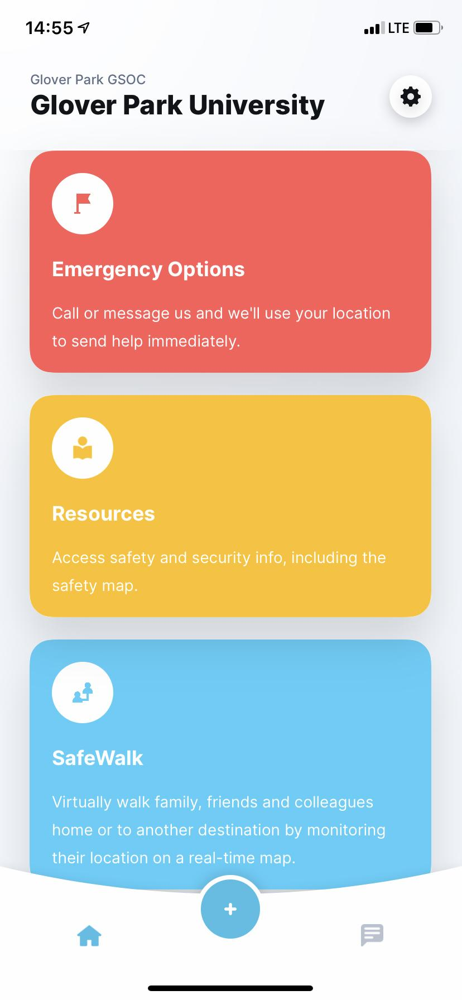 14:55
LTE
Glover Park GSOC
Glover Park University
Emergency Options
Call or message us and we'll use your location
to send help immediately.
Resources
Access safety and security info, including the
safety map.
SafeWalk
Virtually walk family, friends and colleagues
home or to another destination by monitoring
their location on a real-time map.